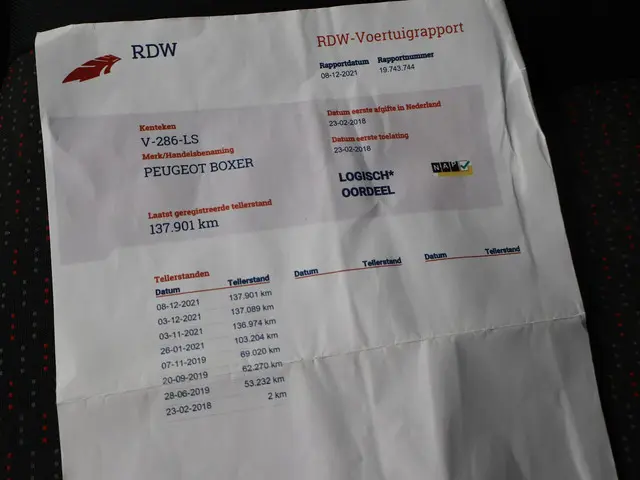 RDW
RDW-Voertuigrapport
Rapportdatum Rapportnummer
08-12-2021 19.743.744
Kenteken
V-286-LS
Merk/Handelsbenaming
PEUGEOT BOXER
Laatst geregistreerde tellerstand
137.901 km
Datum eerste afgifte in Nederland
23-02-2018
Datum eerste toelating
23-02-2018
LOGISCH*
OORDEEL
NAP
Tellerstanden
Datum Tellerstand Datum Tellerstand Datum Tellerstand
08-12-2021 137.901 km
03-12-2021 137.089 km
03-11-2021 136.974 km
26-01-2021 103.204 km
07-11-2019 69.020 km
20-09-2019 62.270 km
28-06-2019 53.232 km
23-02-2018 2 km